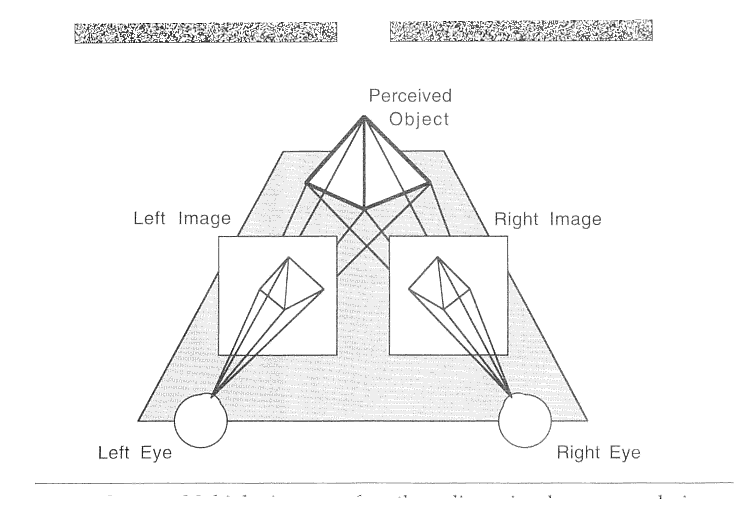 Perceived
Object
Left Image
Right Image
Left Eye
Right Eye